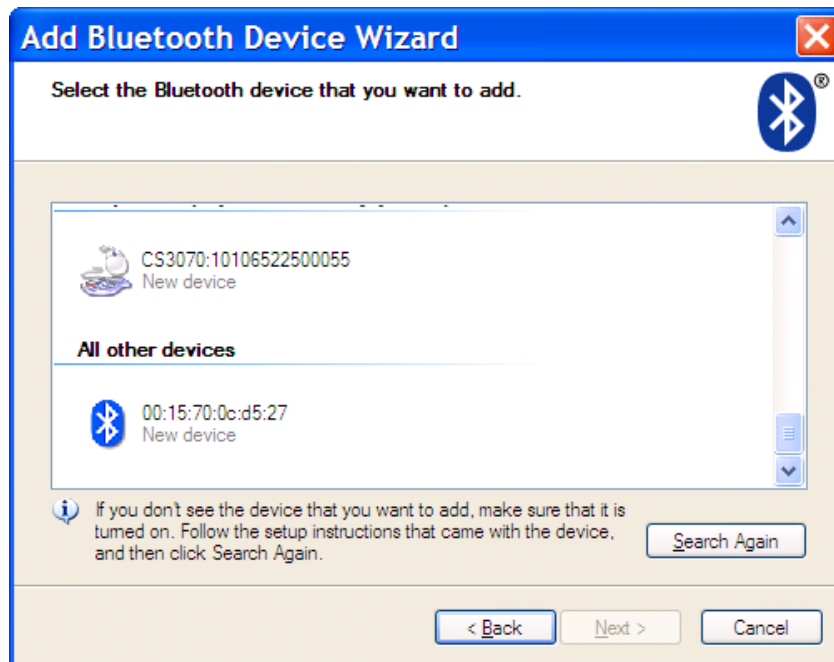 Add Bluetooth Device Wizard
Select the Bluetooth device that you want to add.
®
CS3070:10106522500055
New device
All other devices
00:15:70:0c:d5:27
New device
If you don't see the device that you want to add, make sure that it is
turned on. Follow the setup instructions that came with the device,
and then click Search Again.
Search Again
< Back
Next >
Cancel